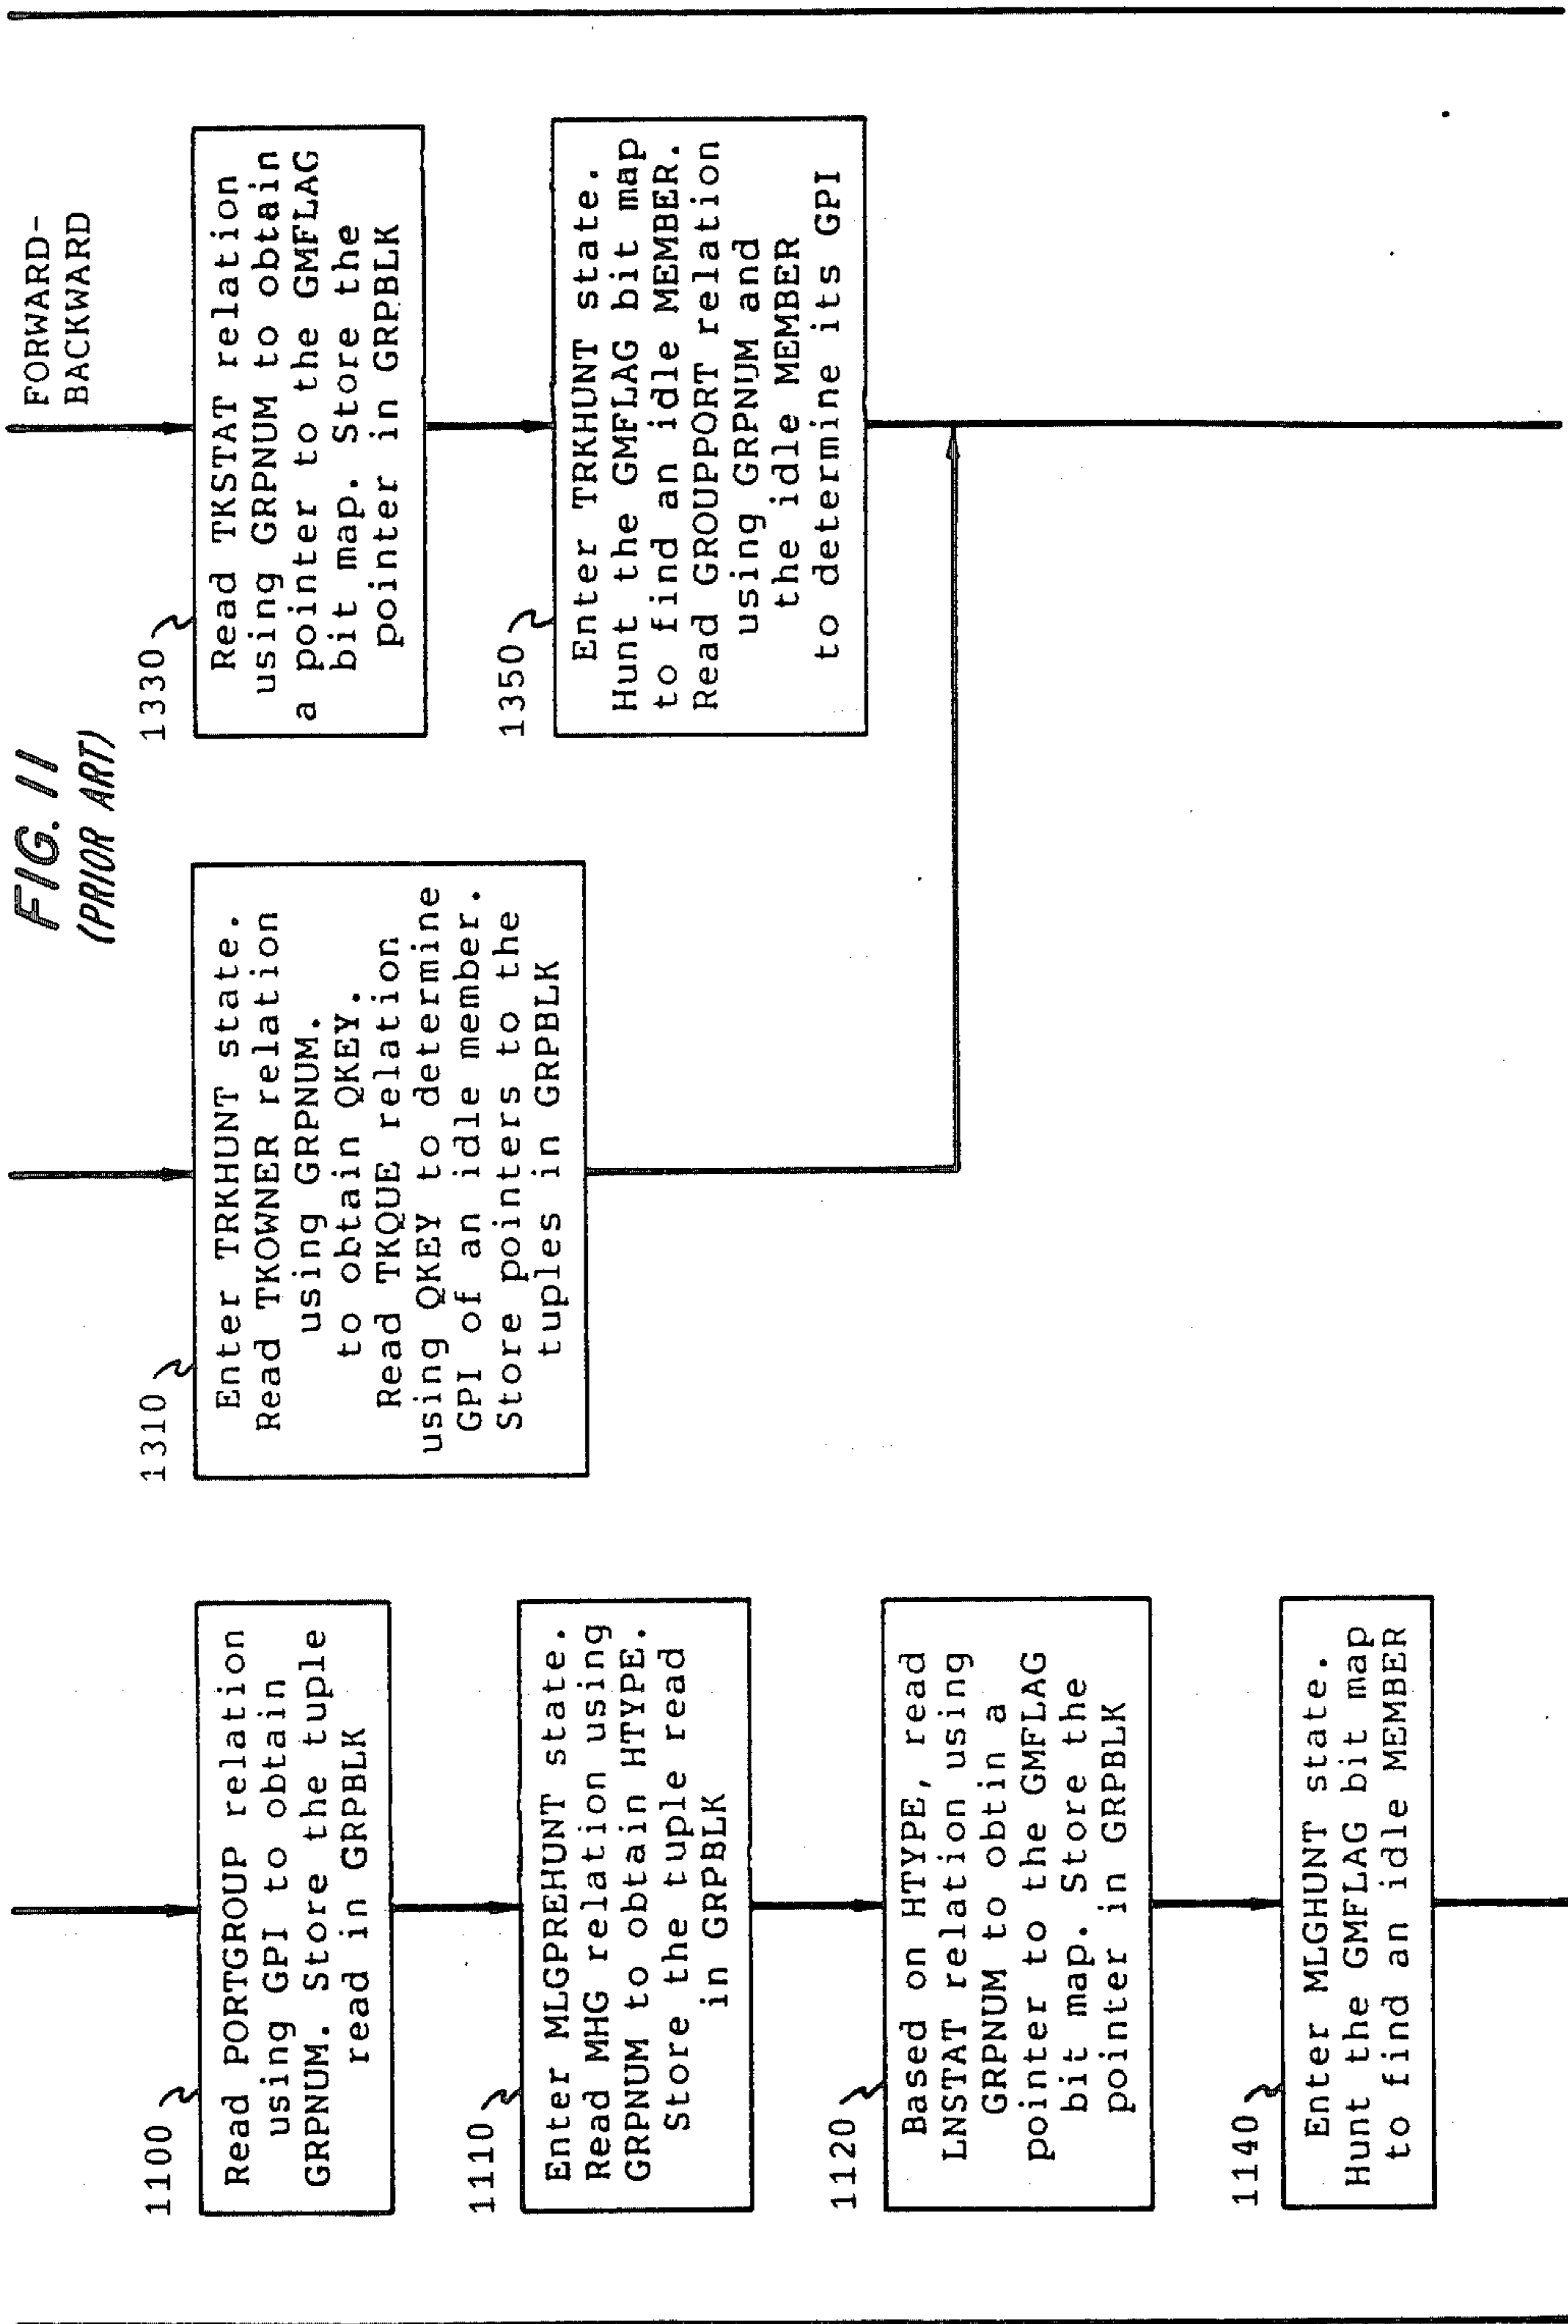 FIG. 11
(PRIOR ART)
1100
Read PORTGROUP relation
using GPI to obtain
GRPNUM. Store the tuple
read in GRPBLK
1110
Enter MLGPREHUNT state.
Read MHG relation using
GRPNUM to obtain HTYPE.
Store the tuple read
in GRPBLK
1120
Based on HTYPE, read
LNSTAT relation using
GRPNUM to obtin a
pointer to the GMFLAG
bit map. Store the
pointer in GRPBLK
1140
Enter MLGHUNT state.
Hunt the GMFLAG bit map
to find an idle MEMBER
1310
Enter TRKHUNT state.
Read TKOWNER relation
using GRPNUM.
to obtain QKEY.
Read TKQUE relation
using QKEY to determine
GPI of an idle member.
Store pointers to the
tuples in GRPBLK
FORWARD-
BACKWARD
1330
Read TKSTAT relation
using GRPNUM to obtain
a pointer to the GMFLAG
bit map. Store the
pointer in GRPBLK
1350
Enter TRKHUNT state.
Hunt the GMFLAG bit map
to find an idle MEMBER.
Read GROUPPORT relation
using GRPNUM and
the idle MEMBER
to determine its GPI